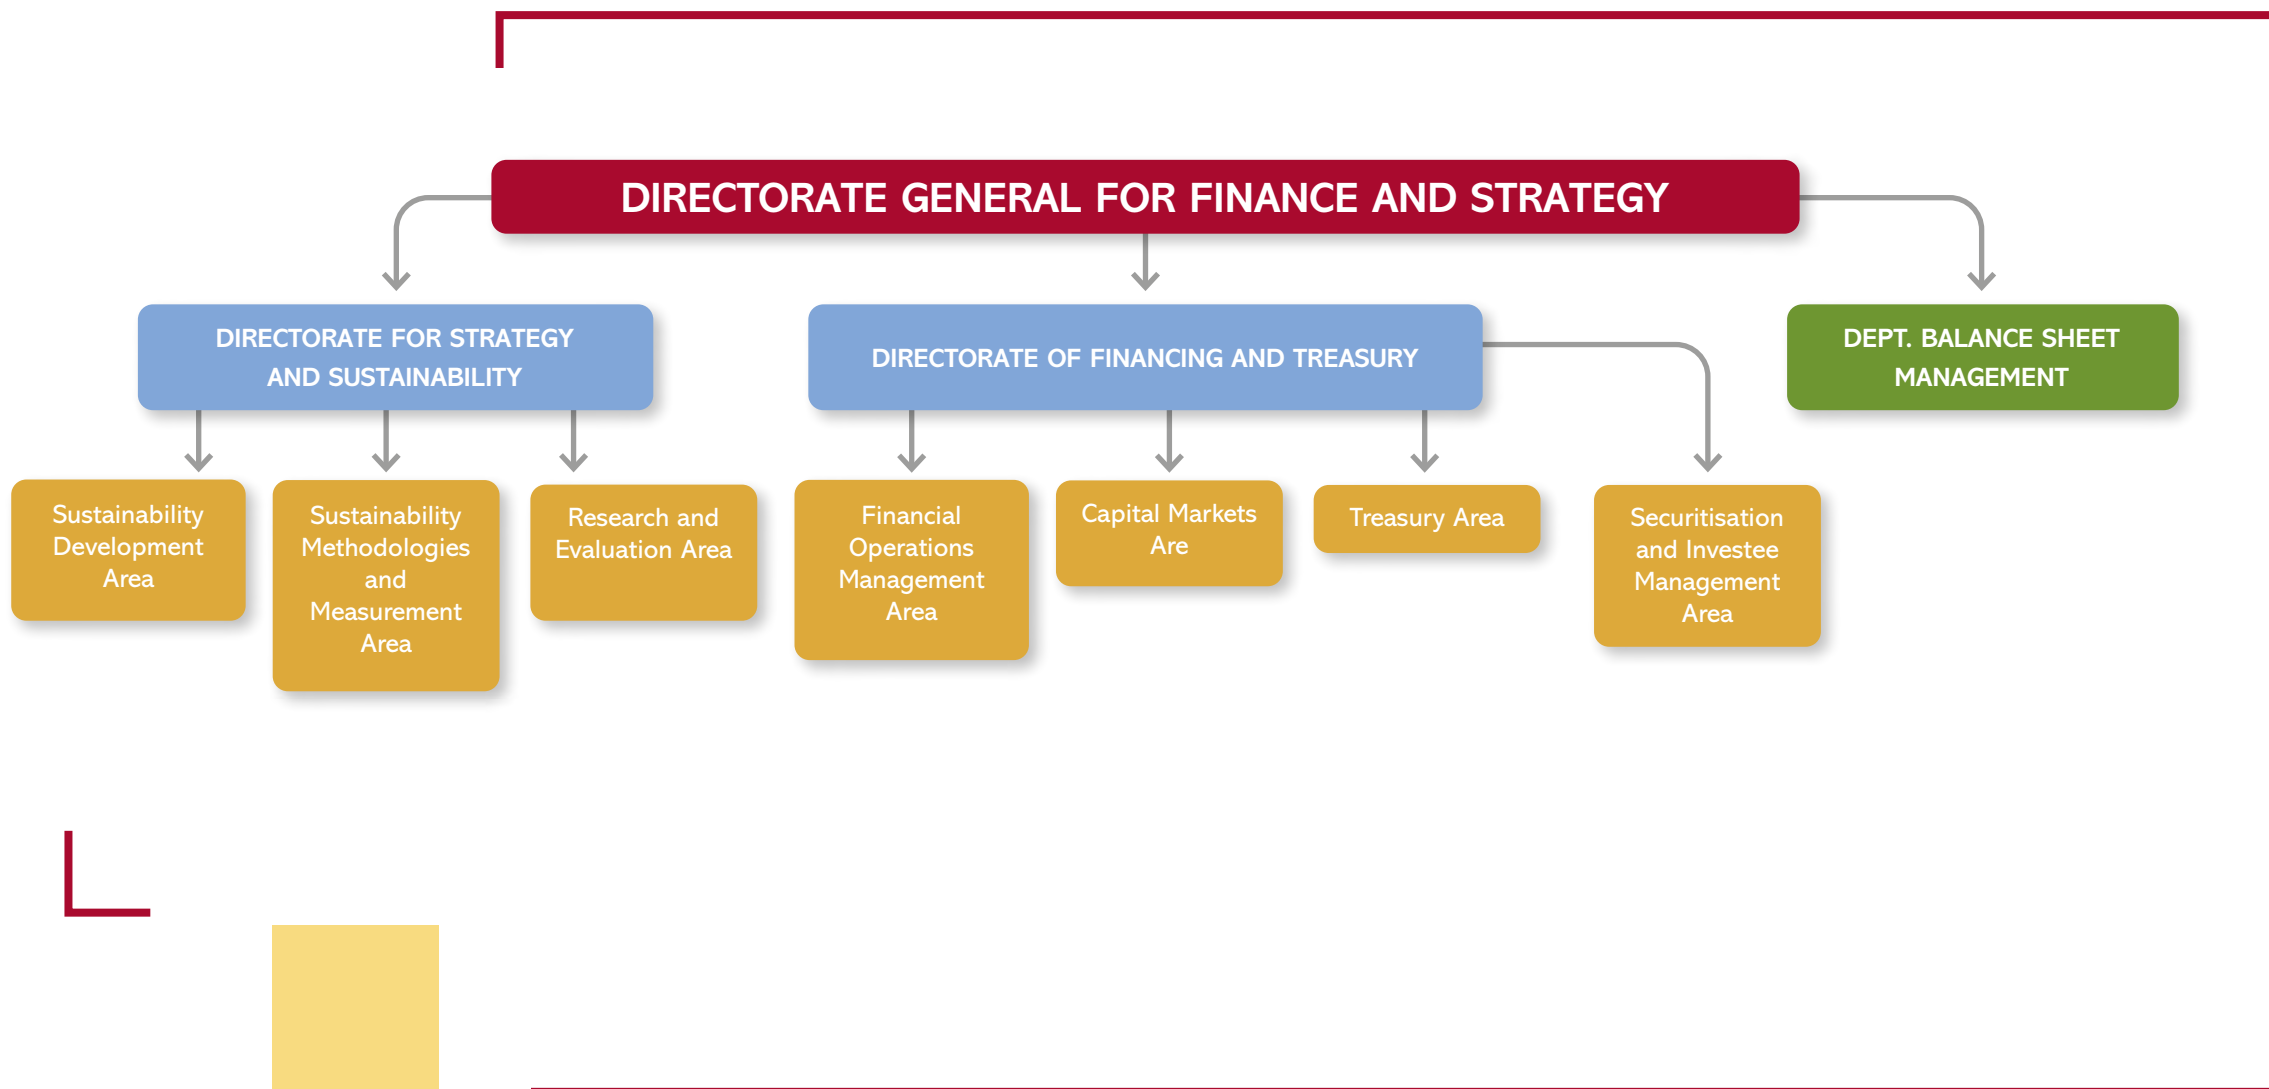 DIRECTORATE GENERAL FOR FINANCE AND STRATEGY
DIRECTORATE FOR STRATEGY
AND SUSTAINABILITY
DIRECTORATE OF FINANCING AND TREASURY
DEPT. BALANCE SHEET
MANAGEMENT
Sustainability
Development
Area
Sustainability
Methodologies
and
Measurement
Area
Research and
Evaluation Area
Financial
Operations
Management
Area
Capital Markets
Are
Treasury Area
Securitisation
and Investee
Management
Area